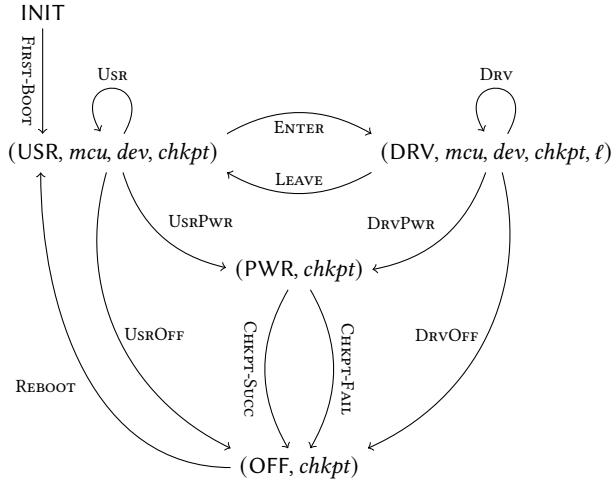 INIT
First-Boot
Usr
Drv
Enter
(USR, mcu, dev, chkpt)
(DRV, mcu, dev, chkpt, ℓ)
Leave
UsrPwr
DrvPwr
(PWR, chkpt)
UsrOff
Chkpt-Succ
Chkpt-Fail
DrvOff
Reboot
(OFF, chkpt)